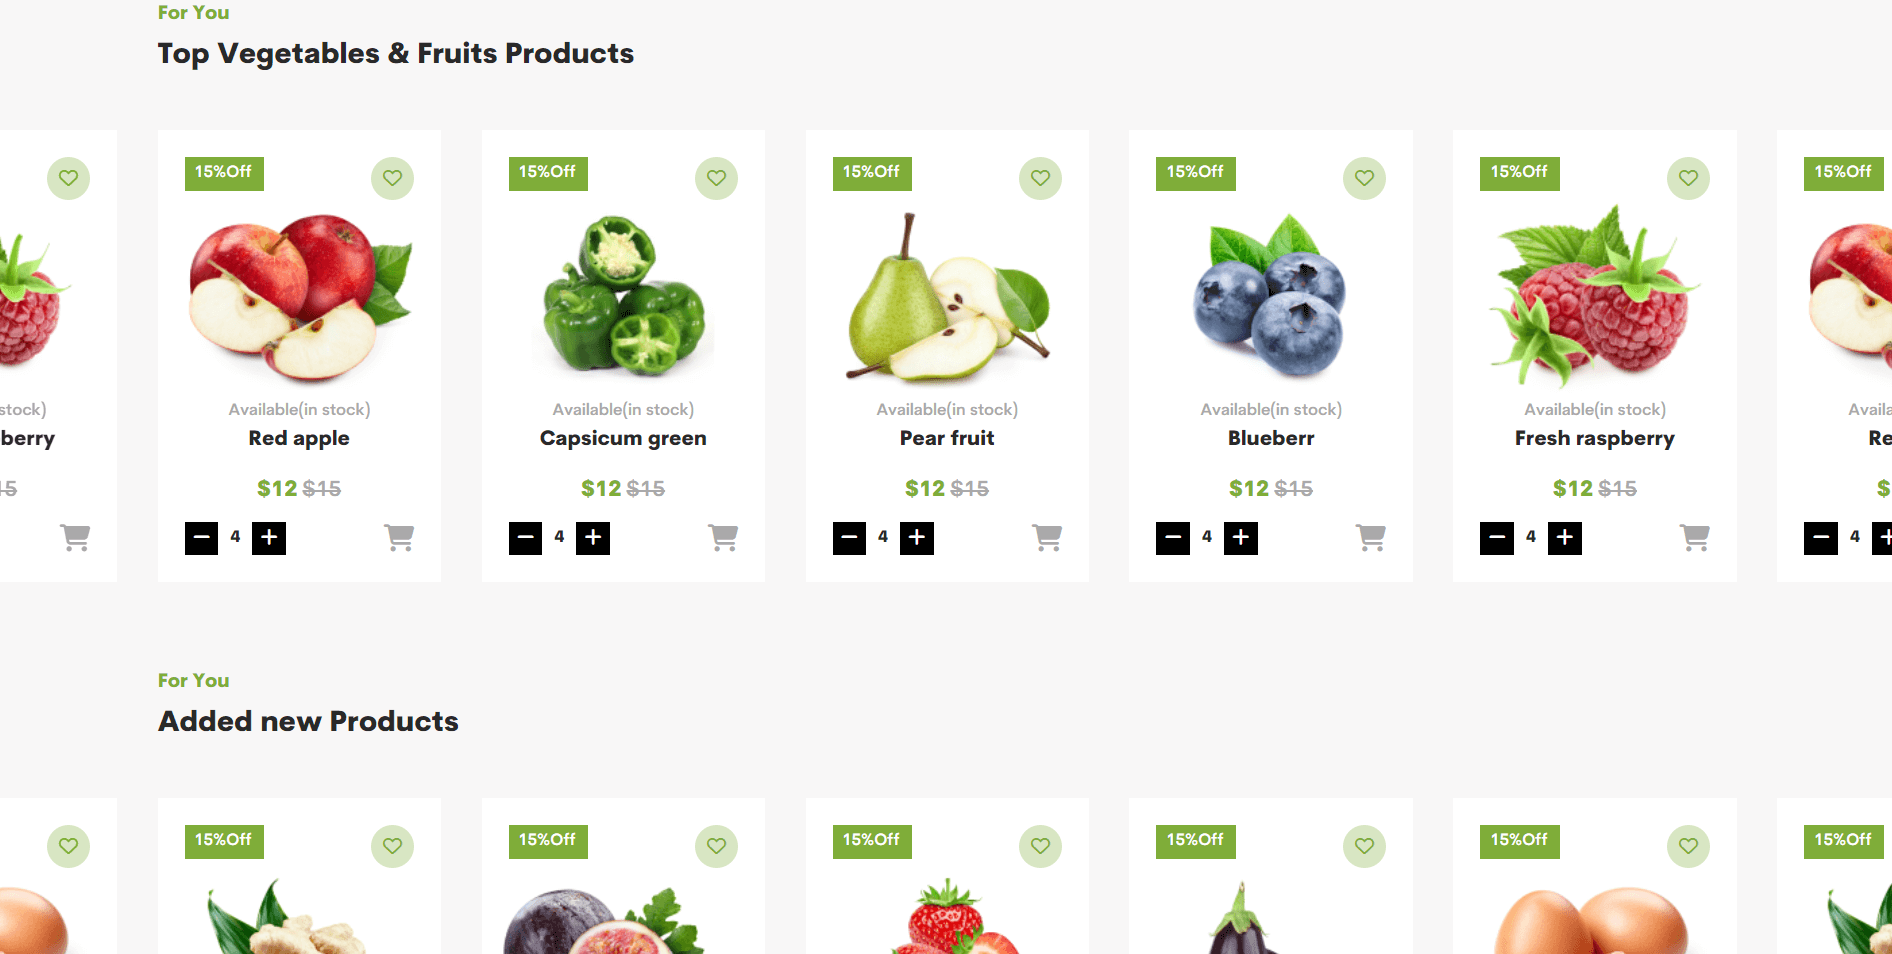 For You
Top Vegetables & Fruits Products
15%Off
15%Off
15%Off
15%Off
15%Off
15%Off
stock)
Available(in stock)
Available(in stock)
Available(in stock)
Available(in stock)
Available(in stock)
Availa
berry
Red apple
Capsicum green
Pear fruit
Blueberr
Fresh raspberry
Re
15
$12 $15
$12 $15
$12 $15
$12 $15
$12 $15
$
4
4
4
4
4
4
For You
Added new Products
15%Off
15%Off
15%Off
15%Off
15%Off
15%Off